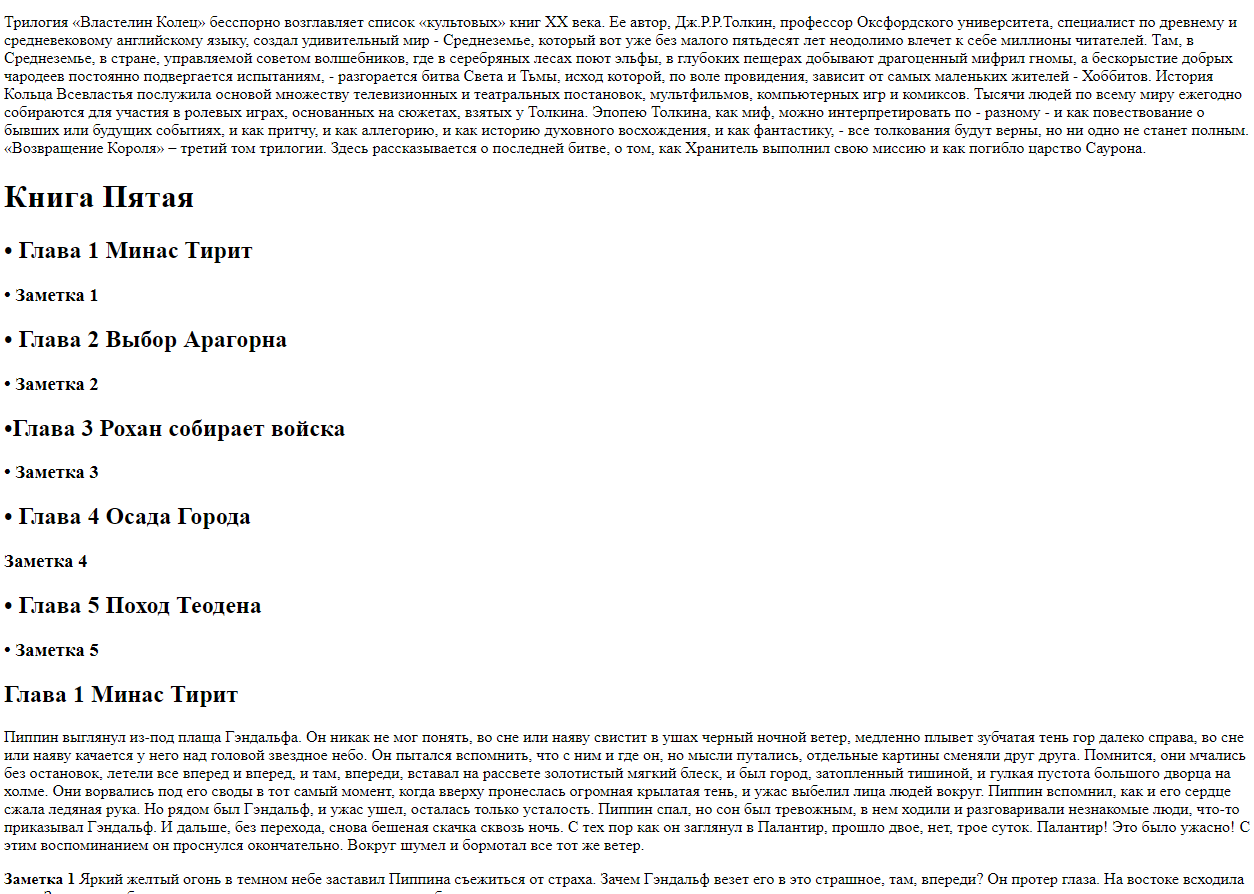 Трилогия «Властелин Колец» бесспорно возглавляет список «культовых» книг XX века. Ее автор, Дж.Р.Р.Толкин, профессор Оксфордского университета, специалист по древнему и
средневековому английскому языку, создал удивительный мир - Среднеземье, который вот уже без малого пятьдесят лет неодолимо влечет к себе миллионы читателей. Там, в
Среднеземье, в стране, управляемой советом волшебников, где в серебряных лесах поют эльфы, в глубоких пещерах добывают драгоценный мифрил гномы, а бескорыстие добрых
чародеев постоянно подвергается испытаниям, - разгорается битва Света и Тьмы, исход которой, по воле провидения, зависит от самых маленьких жителей - Хоббитов. История
Кольца Всевластья послужила основой множеству телевизионных и театральных постановок, мультфильмов, компьютерных игр и комиксов. Тысячи людей по всему миру ежегодно
собираются для участия в ролевых играх, основанных на сюжетах, взятых у Толкина. Эпопею Толкина, как миф, можно интерпретировать по - разному - и как повествование о
бывших или будущих событиях, и как притчу, и как аллегорию, и как историю духовного восхождения, и как фантастику, - все толкования будут верны, но ни одно не станет полным.
«Возвращение Короля» – третий том трилогии. Здесь рассказывается о последней битве, о том, как Хранитель выполнил свою миссию и как погибло царство Саурона.
Книга Пятая
• Глава 1 Минас Тирит
• Заметка 1
• Глава 2 Выбор Арагорна
• Заметка 2
•Глава 3 Рохан собирает войска
• Заметка 3
• Глава 4 Осада Города
Заметка 4
• Глава 5 Поход Теодена
• Заметка 5
Глава 1 Минас Тирит
Пиппин выглянул из-под плаща Гэндальфа. Он никак не мог понять, во сне или наяву свистит в ушах черный ночной ветер, медленно плывет зубчатая тень гор далеко справа, во сне
или наяву качается у него над головой звездное небо. Он пытался вспомнить, что с ним и где он, но мысли путались, отдельные картины сменяли друг друга. Помнится, они мчались
без остановок, летели все вперед и вперед, и там, впереди, вставал на рассвете золотистый мягкий блеск, и был город, затопленный тишиной, и гулкая пустота большого дворца на
холме. Они ворвались под его своды в тот самый момент, когда вверху пронеслась огромная крылатая тень, и ужас выбелил лица людей вокруг. Пиппин вспомнил, как и его сердце
сжала ледяная рука. Но рядом был Гэндальф, и ужас ушел, осталась только усталость. Пиппин спал, но сон был тревожным, в нем ходили и разговаривали незнакомые люди, что-то
приказывал Гэндальф. И дальше, без перехода, снова бешеная скачка сквозь ночь. С тех пор как он заглянул в Палантир, прошло двое, нет, трое суток. Палантир! Это было ужасно! С
этим воспоминанием он проснулся окончательно. Вокруг шумел и бормотал все тот же ветер.
Заметка 1 Яркий желтый огонь в темном небе заставил Пиппина съежиться от страха. Зачем Гэндальф везет его в это страшное, там, впереди? Он протер глаза. На востоке всходила